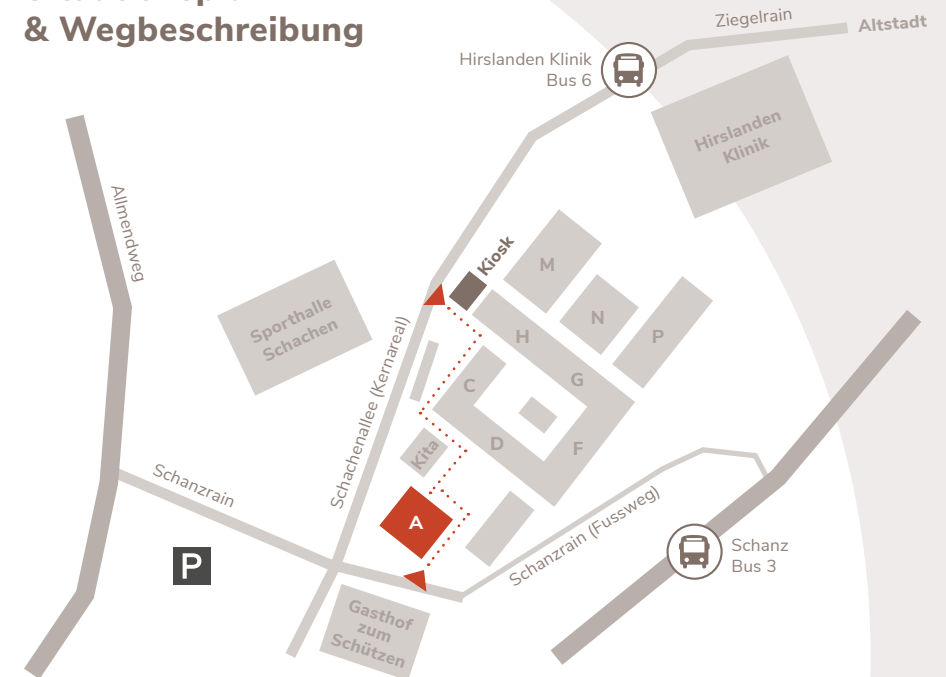 & Wegbeschreibung
Ziegelrain
Altstadt
Hirslanden Klinik
Bus 6
Hirslanden
Klinik
Allmendweg
Kiosk
M
N
P
H
G
C
D
F
Sporthalle
Schachen
Schachenallee (Kernareal)
Kita
A
Schanzrain
P
Schanzrain (Fussweg)
Schanz
Bus 3
Gasthof
zum
Schützen